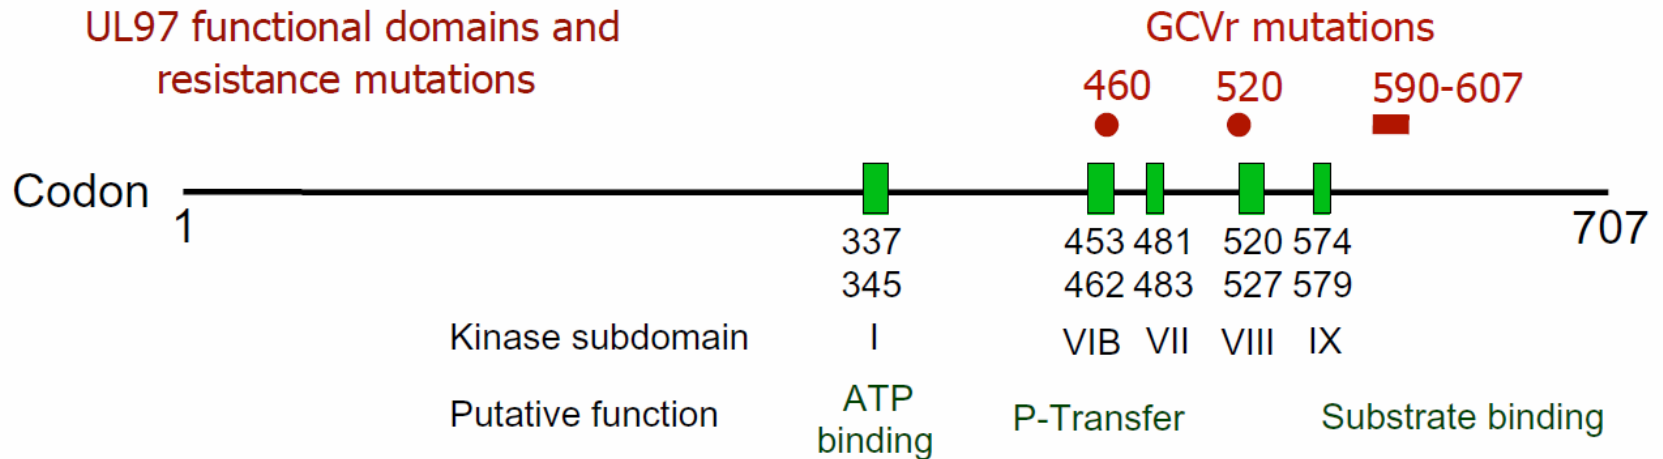 UL97 functional domains and
resistance mutations
GCVr mutations
460 520 590-607
Codon
1 707
337 453 481 520 574
345 462 483 527 579
Kinase subdomain I VIB VII VIII IX
Putative function ATP binding P-Transfer Substrate binding